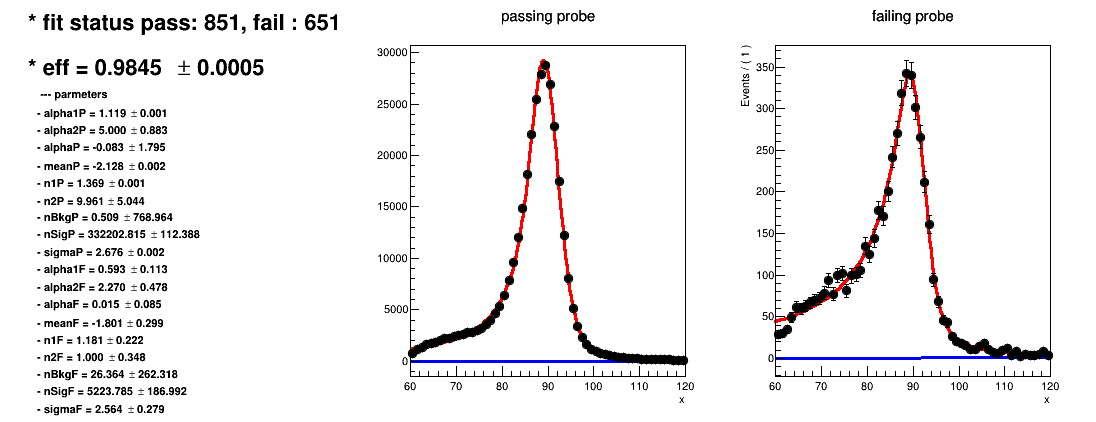 * fit status pass: 851, fail : 651
* eff = 0.9845 ± 0.0005
--- parmeters
- alpha1P = 1.119 ± 0.001
- alpha2P = 5.000 ± 0.883
- alphaP = -0.083 ± 1.795
- meanP = -2.128 ± 0.002
- n1P = 1.369 ± 0.001
- n2P = 9.961 ± 5.044
- nBkgP = 0.509 ± 768.964
- nSigP = 332202.815 ± 112.388
- sigmaP = 2.676 ± 0.002
- alpha1F = 0.593 ± 0.113
- alpha2F = 2.270 ± 0.478
- alphaF = 0.015 ± 0.085
- meanF = -1.801 ± 0.299
- n1F = 1.181 ± 0.222
- n2F = 1.000 ± 0.348
- nBkgF = 26.364 ± 262.318
- nSigF = 5223.785 ± 186.992
- sigmaF = 2.564 ± 0.279
passing probe
30000
25000
20000
15000
10000
5000
0
60 70 80 90 100 110 120
x
failing probe
Events / ( 1 )
350
300
250
200
150
100
50
0
60 70 80 90 100 110 120
x